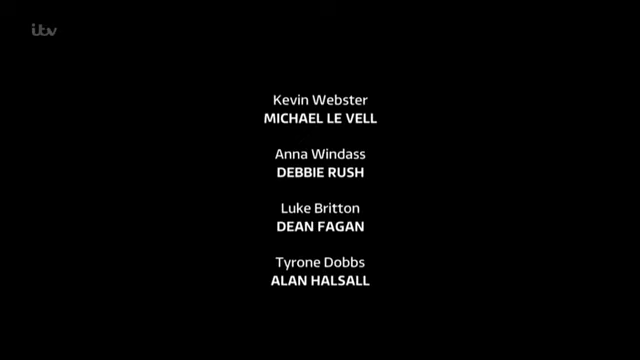 itv
Kevin Webster
MICHAEL LE VELL
Anna Windass
DEBBIE RUSH
Luke Britton
DEAN FAGAN
Tyrone Dobbs
ALAN HALSALL